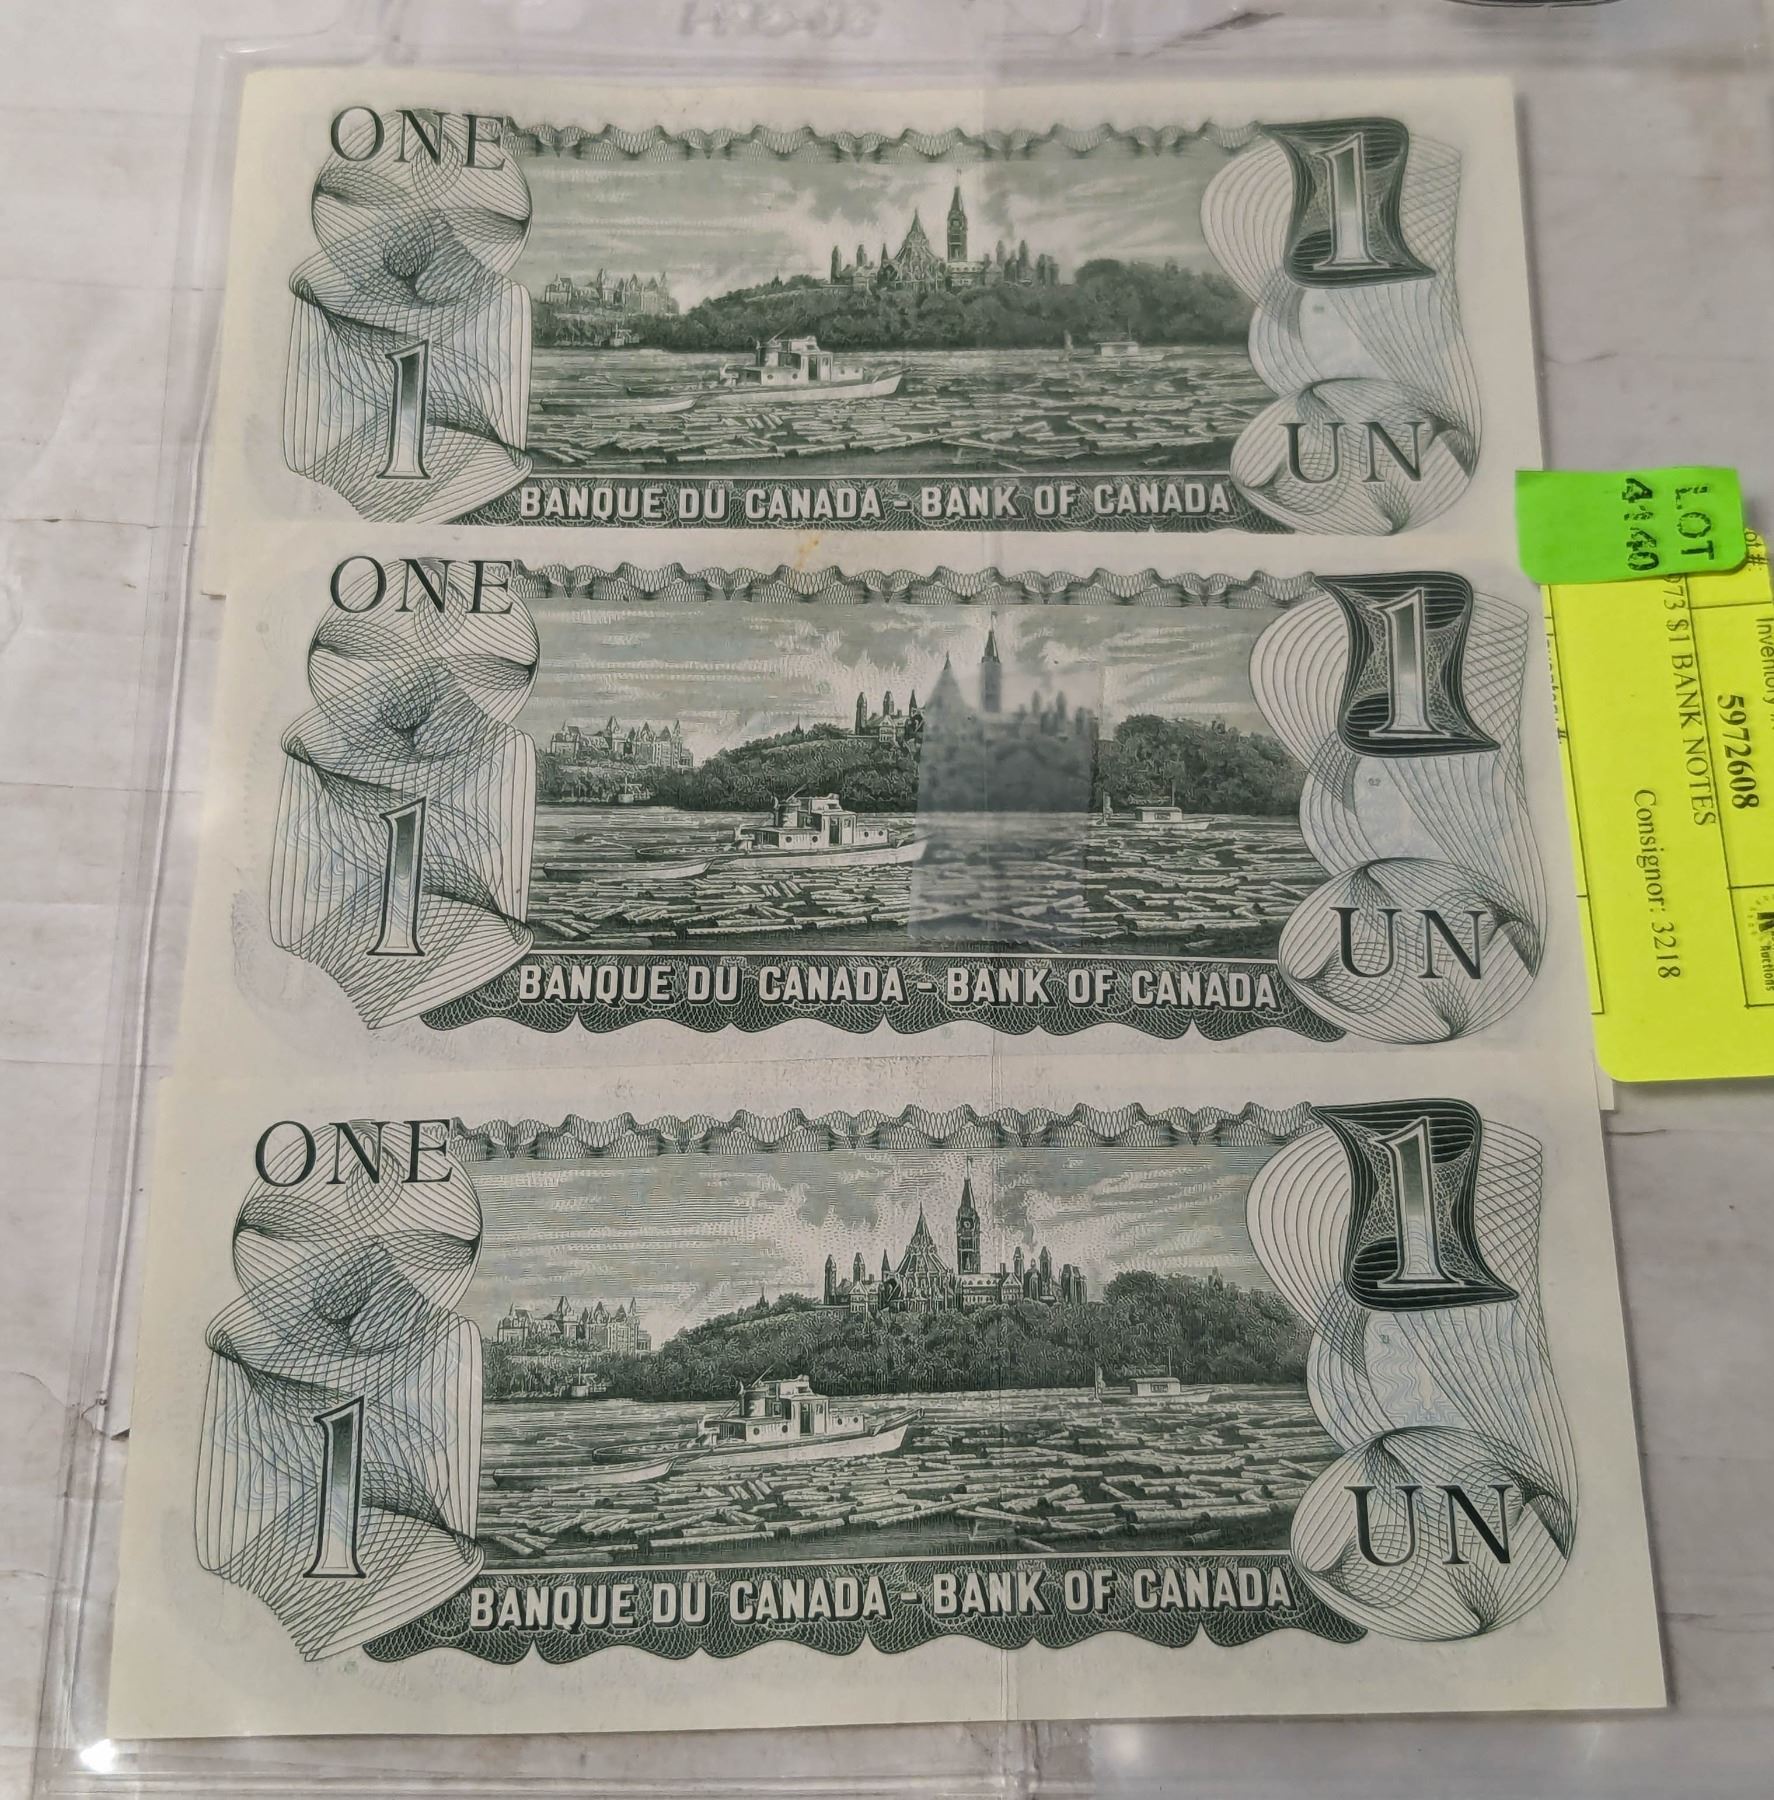 ONE
1
1
UN
BANQUE DU CANADA - BANK OF CANADA
ONE
1
1
UN
BANQUE DU CANADA - BANK OF CANADA
ONE
1
1
UN
BANQUE DU CANADA - BANK OF CANADA
LOT
4140
5972608
73 $1 BANK NOTES
Consignor: 3218